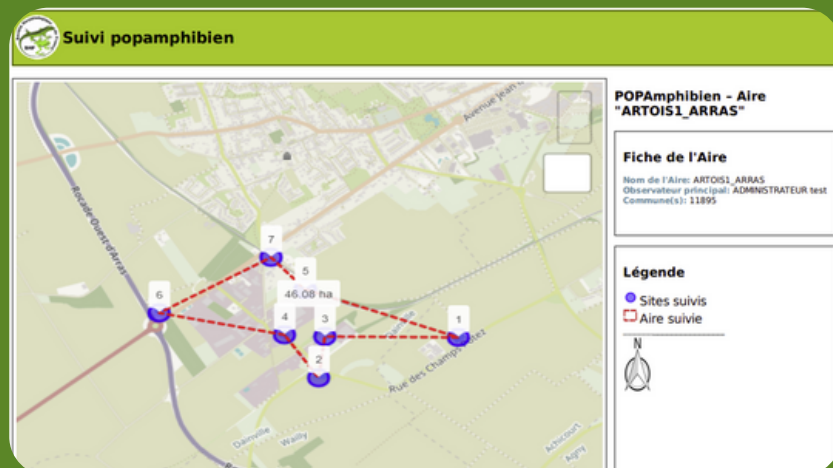 Suivi popamphibien
POPAmphibien – Aire
"ARTOIS1_ARRAS"
Fiche de l'Aire
Nom de l'Aire: ARTOIS1_ARRAS
Observateur principal: ADMINISTRATEUR test
Commune(s): 11895
Légende
Sites suivis
Aire suivie
N
Avenue Jean
Rocade Ouest d'Arras
7
5
46.08 ha
6
4
3
1
2
Rue des Champs
Dainville
Wailly
Achicourt
Agny